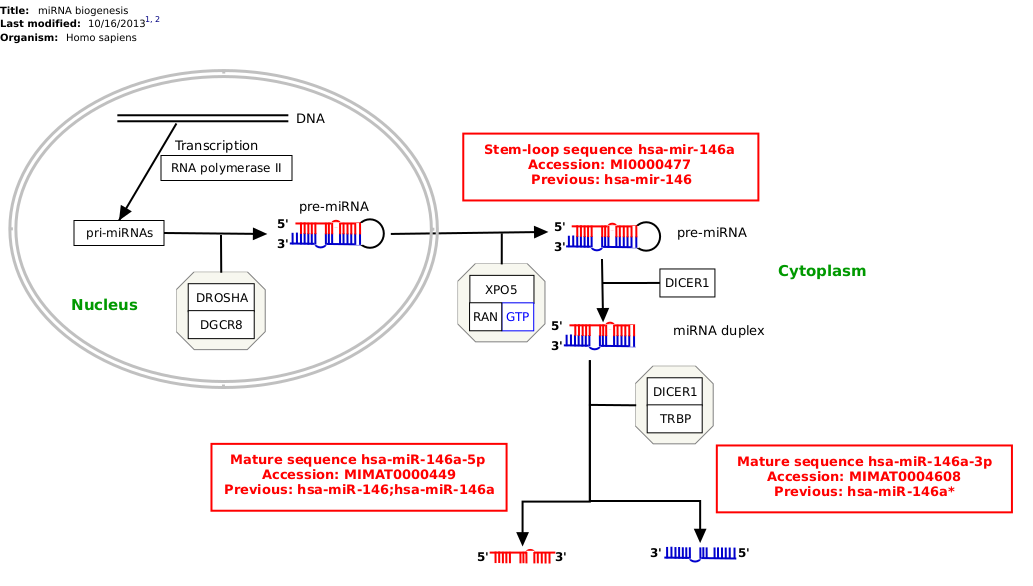 Title: miRNA biogenesis
Last modified: 10/16/2013 1, 2
Organism: Homo sapiens
DNA
Transcription
RNA polymerase II
Stem-loop sequence hsa-mir-146a
Accession: MI0000477
Previous: hsa-mir-146
pri-miRNAs
pre-miRNA
5'
3'
5'
3'
pre-miRNA
Cytoplasm
Nucleus
DROSHA
DGCR8
XPO5
RAN GTP
DICER1
5'
3'
miRNA duplex
DICER1
TRBP
Mature sequence hsa-miR-146a-5p
Accession: MIMAT0000449
Previous: hsa-miR-146;hsa-miR-146a
Mature sequence hsa-miR-146a-3p
Accession: MIMAT0004608
Previous: hsa-miR-146a*
5' 3'
3' 5'